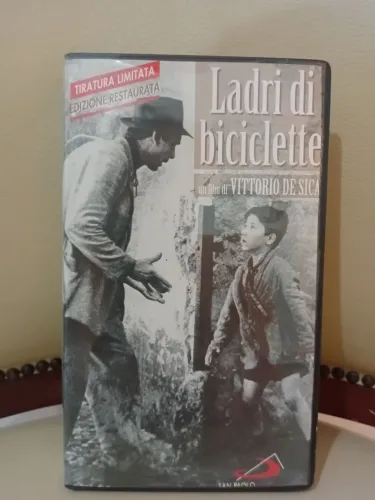 TIRATURA LIMITATA
EDIZIONE RESTAURATA
Ladri di
biciclette
un film di VITTORIO DE SICA
SAN PAOLO